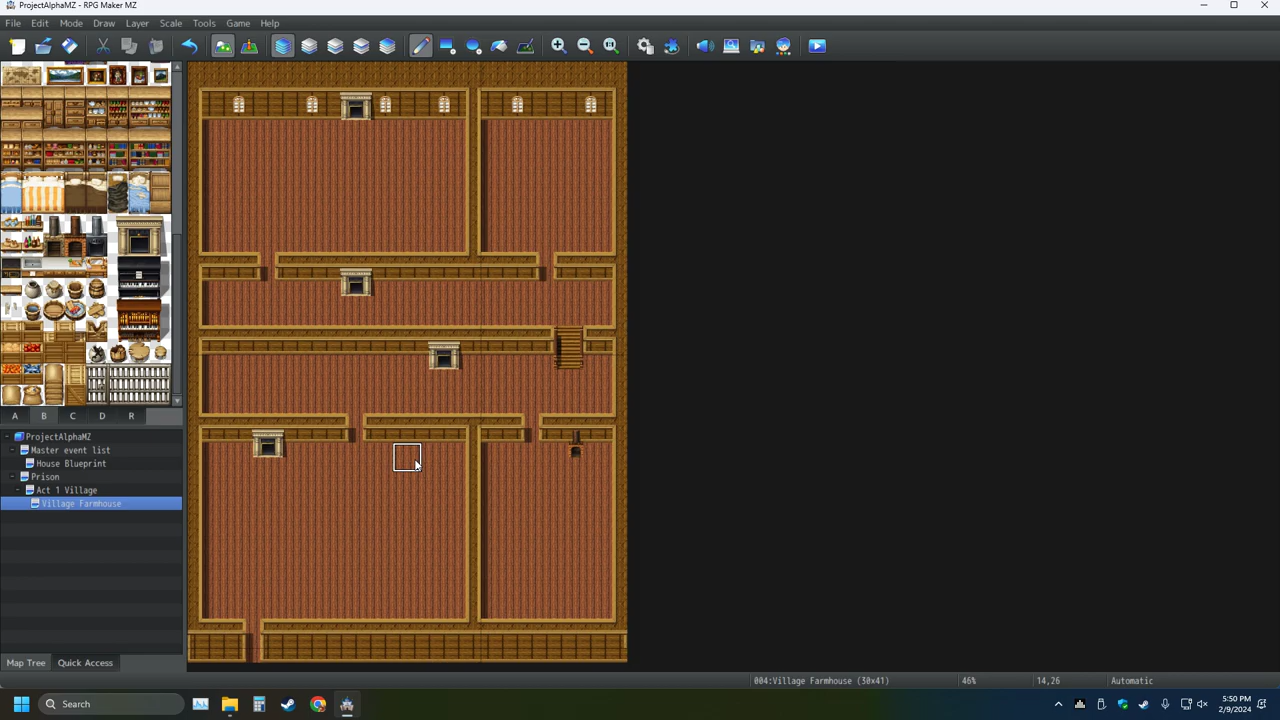 ProjectAlphaMZ - RPG Maker MZ
File Edit Mode Draw Layer Scale Tools Game Help
A B C D R
ProjectAlphaMZ
Master event list
House Blueprint
Prison
Act 1 Village
Village Farmhouse
Map Tree Quick Access
004:Village Farmhouse (30x41) 46% 14,26 Automatic
Search
5:50 PM
2/9/2024